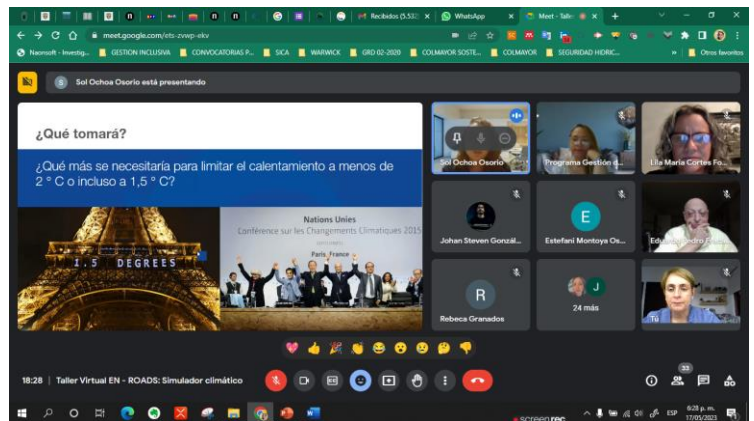 Recibidos (5.532
WhatsApp
Meet - Taller
meet.google.com/ets-zvwp-ekv
Naonsoft - Investig...
GESTION INCLUSIVA
CONVOCATORIAS P...
SICA
WARWICK
GRD 02-2020
COLMAYOR SOSTE...
COLMAYOR
SEGURIDAD HIDRIC...
Otros favoritos
S
Sol Ochoa Osorio está presentando
¿Qué tomará?
¿Qué más se necesitaría para limitar el calentamiento a menos de
2 ° C o incluso a 1,5 ° C?
1.5 DEGREES
Nations Unies
Conférence sur les Changements Climatiques 2015
Paris, France
Sol Ochoa Osorio
Programa Gestión d...
Lila Maria Cortes Fo...
Johan Steven Gonzál...
E
Estefani Montoya Os...
R
Rebeca Granados
J
24 más
Tú
18:28 | Taller Virtual EN - ROADS: Simulador climático
33
screenrec
ESP
6:28 p. m.
17/05/2023